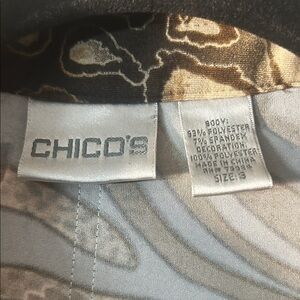 CHICO'S
BODY:
93% POLYESTER
7% SPANDEX
DECORATION:
100% POLYESTER
MADE IN CHINA
SIZE: 3